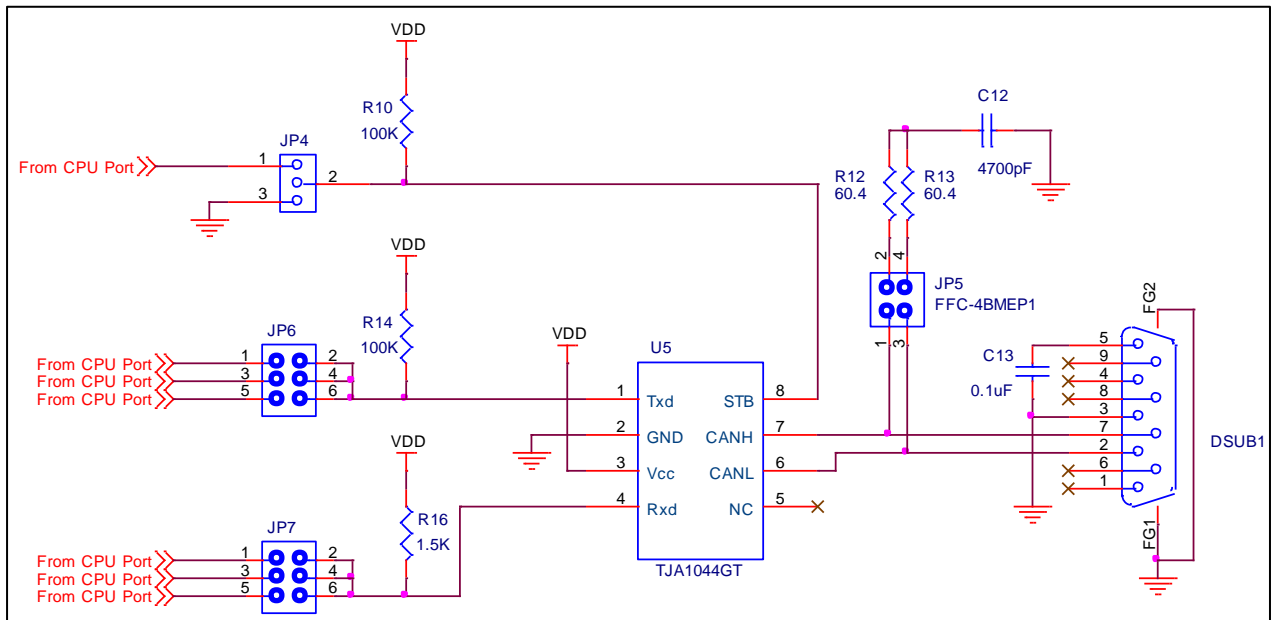 VDD
R10
100K
JP4
From CPU Port
1
2
3
C12
4700pF
R12
60.4
R13
60.4
2
4
JP5
FFC-4BMEP1
1
3
VDD
R14
100K
JP6
From CPU Port
From CPU Port
From CPU Port
1
3
5
2
4
6
VDD
U5
1
Txd
STB
8
2
GND
CANH
7
3
Vcc
CANL
6
4
Rxd
NC
5
TJA1044GT
VDD
R16
1.5K
JP7
From CPU Port
From CPU Port
From CPU Port
1
3
5
2
4
6
C13
0.1uF
FG2
5
9
4
8
3
7
2
6
1
DSUB1
FG1